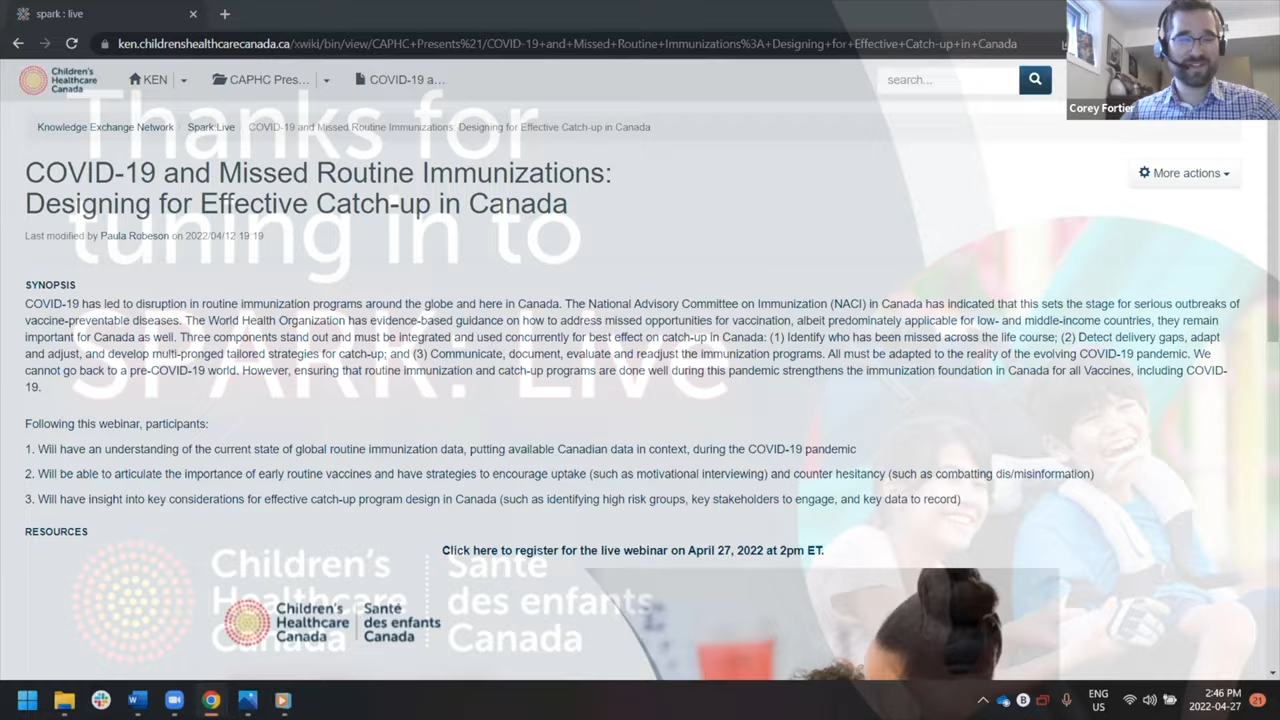 spark : live
ken.childrenshealthcarecanada.ca/xwiki/bin/view/CAPHC+Presents%21/COVID-19+and+Missed+Routine+Immunizations%3A+Designing+for+Effective+Catch-up+in+Canada
Children's
Healthcare
Canada
KEN
CAPHC Pres...
COVID-19 a...
search...
Corey Fortier
Thanks for
tuning in to
SPARK: Live
Knowledge Exchange Network
Spark:Live
COVID-19 and Missed Routine Immunizations: Designing for Effective Catch-up in Canada
COVID-19 and Missed Routine Immunizations:
Designing for Effective Catch-up in Canada
More actions
Last modified by Paula Robeson on 2022/04/12 19:19
SYNOPSIS
COVID-19 has led to disruption in routine immunization programs around the globe and here in Canada. The National Advisory Committee on Immunization (NACI) in Canada has indicated that this sets the stage for serious outbreaks of
vaccine-preventable diseases. The World Health Organization has evidence-based guidance on how to address missed opportunities for vaccination, albeit predominately applicable for low- and middle-income countries, they remain
important for Canada as well. Three components stand out and must be integrated and used concurrently for best effect on catch-up in Canada: (1) Identify who has been missed across the life course; (2) Detect delivery gaps, adapt
and adjust, and develop multi-pronged tailored strategies for catch-up; and (3) Communicate, document, evaluate and readjust the immunization programs. All must be adapted to the reality of the evolving COVID-19 pandemic. We
cannot go back to a pre-COVID-19 world. However, ensuring that routine immunization and catch-up programs are done well during this pandemic strengthens the immunization foundation in Canada for all Vaccines, including COVID-
19.
Following this webinar, participants:
1. Will have an understanding of the current state of global routine immunization data, putting available Canadian data in context, during the COVID-19 pandemic
2. Will be able to articulate the importance of early routine vaccines and have strategies to encourage uptake (such as motivational interviewing) and counter hesitancy (such as combatting dis/misinformation)
3. Will have insight into key considerations for effective catch-up program design in Canada (such as identifying high risk groups, key stakeholders to engage, and key data to record)
RESOURCES
Click here to register for the live webinar on April 27, 2022 at 2pm ET.
Children's
Healthcare
Canada
Santé
des enfants
Canada
Children's
Healthcare
Canada
Santé
des enfants
Canada
ENG
US
2:46 PM
2022-04-27
21